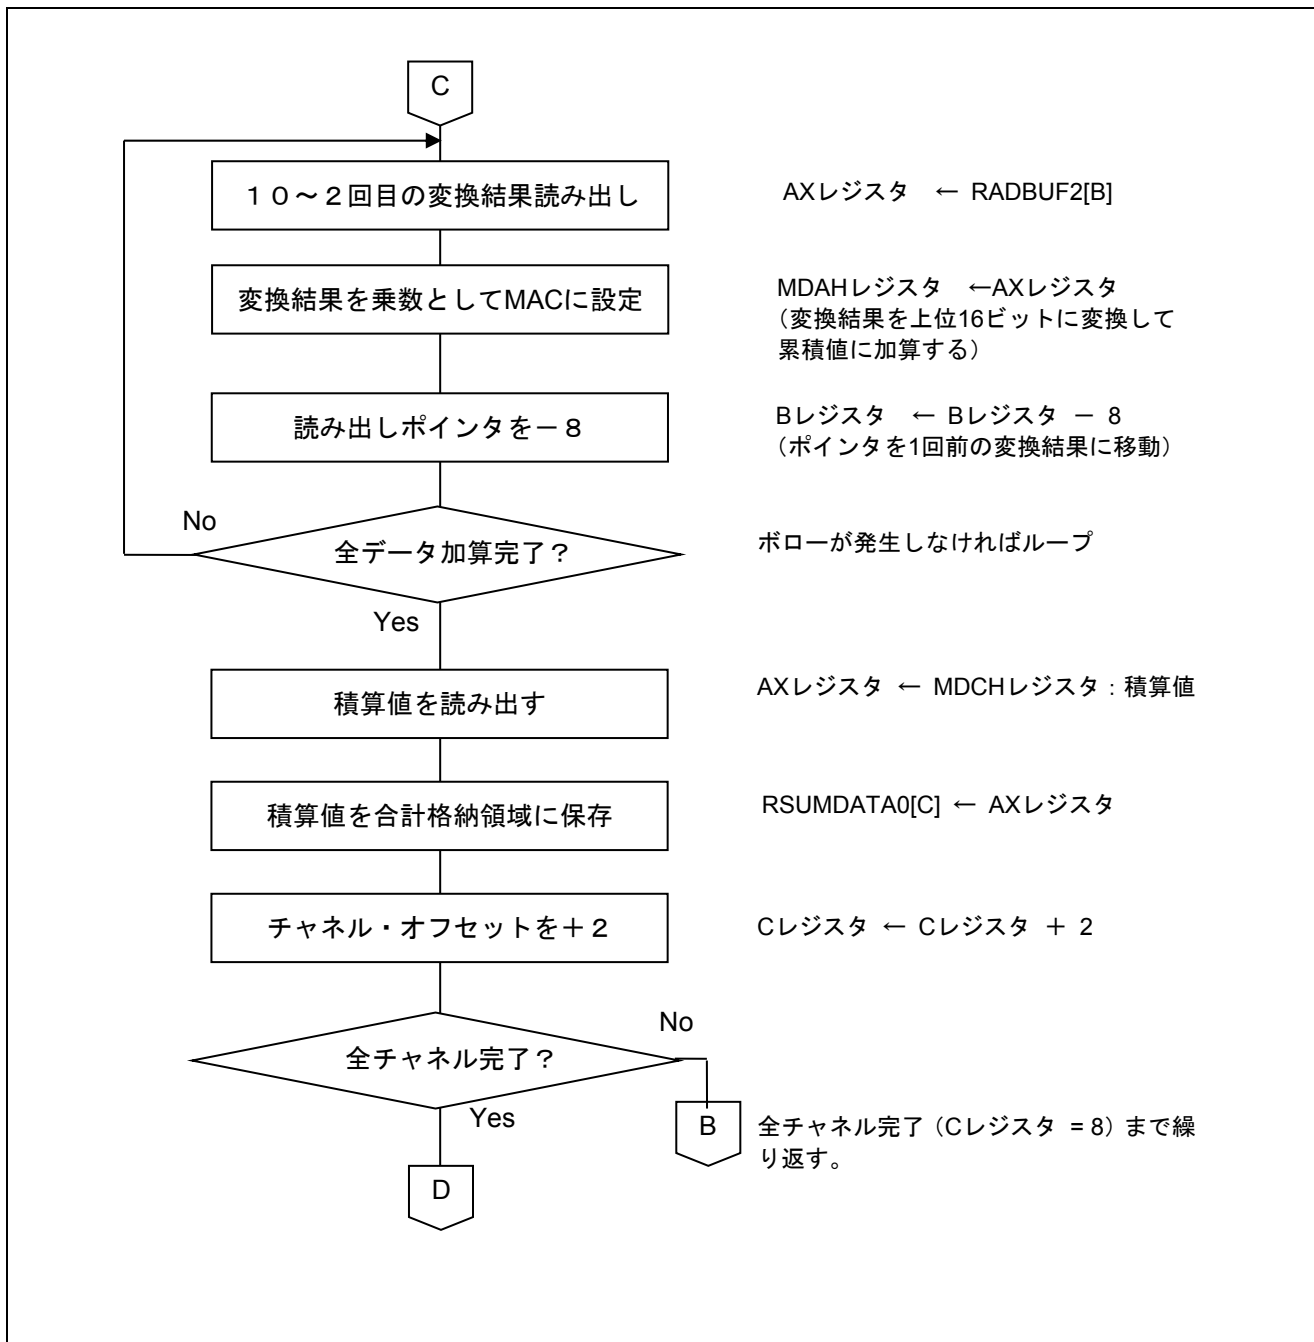 C
１０～２回目の変換結果読み出し
AXレジスタ ← RADBUF2[B]
変換結果を乗数としてMACに設定
MDAHレジスタ ←AXレジスタ
（変換結果を上位16ビットに変換して
累積値に加算する）
読み出しポインタを－８
Bレジスタ ← Bレジスタ － 8
（ポインタを1回前の変換結果に移動）
No
全データ加算完了？
ボローが発生しなければループ
Yes
積算値を読み出す
AXレジスタ ← MDCHレジスタ：積算値
積算値を合計格納領域に保存
RSUMDATA0[C] ← AXレジスタ
チャネル・オフセットを＋２
Cレジスタ ← Cレジスタ ＋ 2
No
全チャネル完了？
Yes
B
全チャネル完了（Cレジスタ = 8）まで繰
り返す。
D